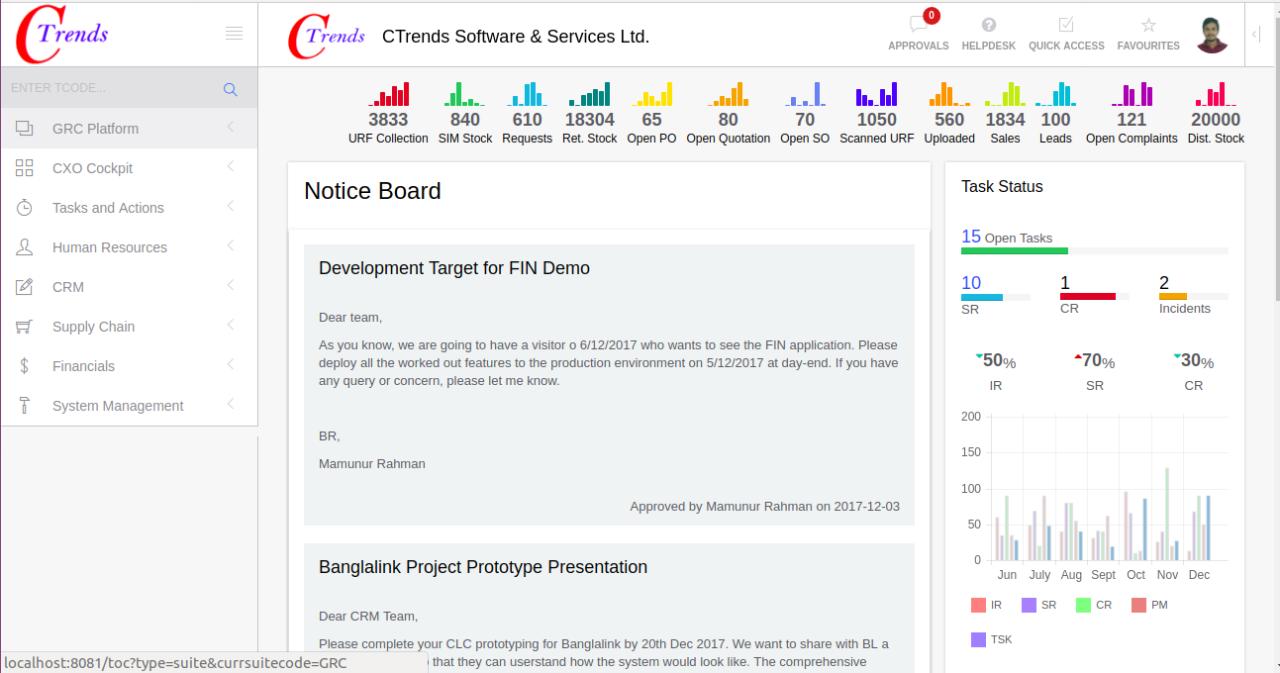 CTrends
CTrends
CTrends Software & Services Ltd.
0
APPROVALS
HELPDESK
QUICK ACCESS
FAVOURITES
ENTER TCODE...
GRC Platform
CXO Cockpit
Tasks and Actions
Human Resources
CRM
Supply Chain
Financials
System Management
3833 840 610 18304 65 80 70 1050 560 1834 100 121 20000
URF Collection SIM Stock Requests Ret. Stock Open PO Open Quotation Open SO Scanned URF Uploaded Sales Leads Open Complaints Dist. Stock
Notice Board
Development Target for FIN Demo
Dear team,
As you know, we are going to have a visitor o 6/12/2017 who wants to see the FIN application. Please
deploy all the worked out features to the production environment on 5/12/2017 at day-end. If you have
any query or concern, please let me know.
BR,
Mamunur Rahman
Approved by Mamunur Rahman on 2017-12-03
Banglalink Project Prototype Presentation
Dear CRM Team,
Please complete your CLC prototyping for Banglalink by 20th Dec 2017. We want to share with BL a
that they can userstand how the system would look like. The comprehensive
Task Status
15 Open Tasks
10 1 2
SR CR Incidents
50% 70% 30%
IR SR CR
200
150
100
50
0
Jun July Aug Sept Oct Nov Dec
IR SR CR PM
TSK
localhost:8081/toc?type=suite&currsuitecode=GRC